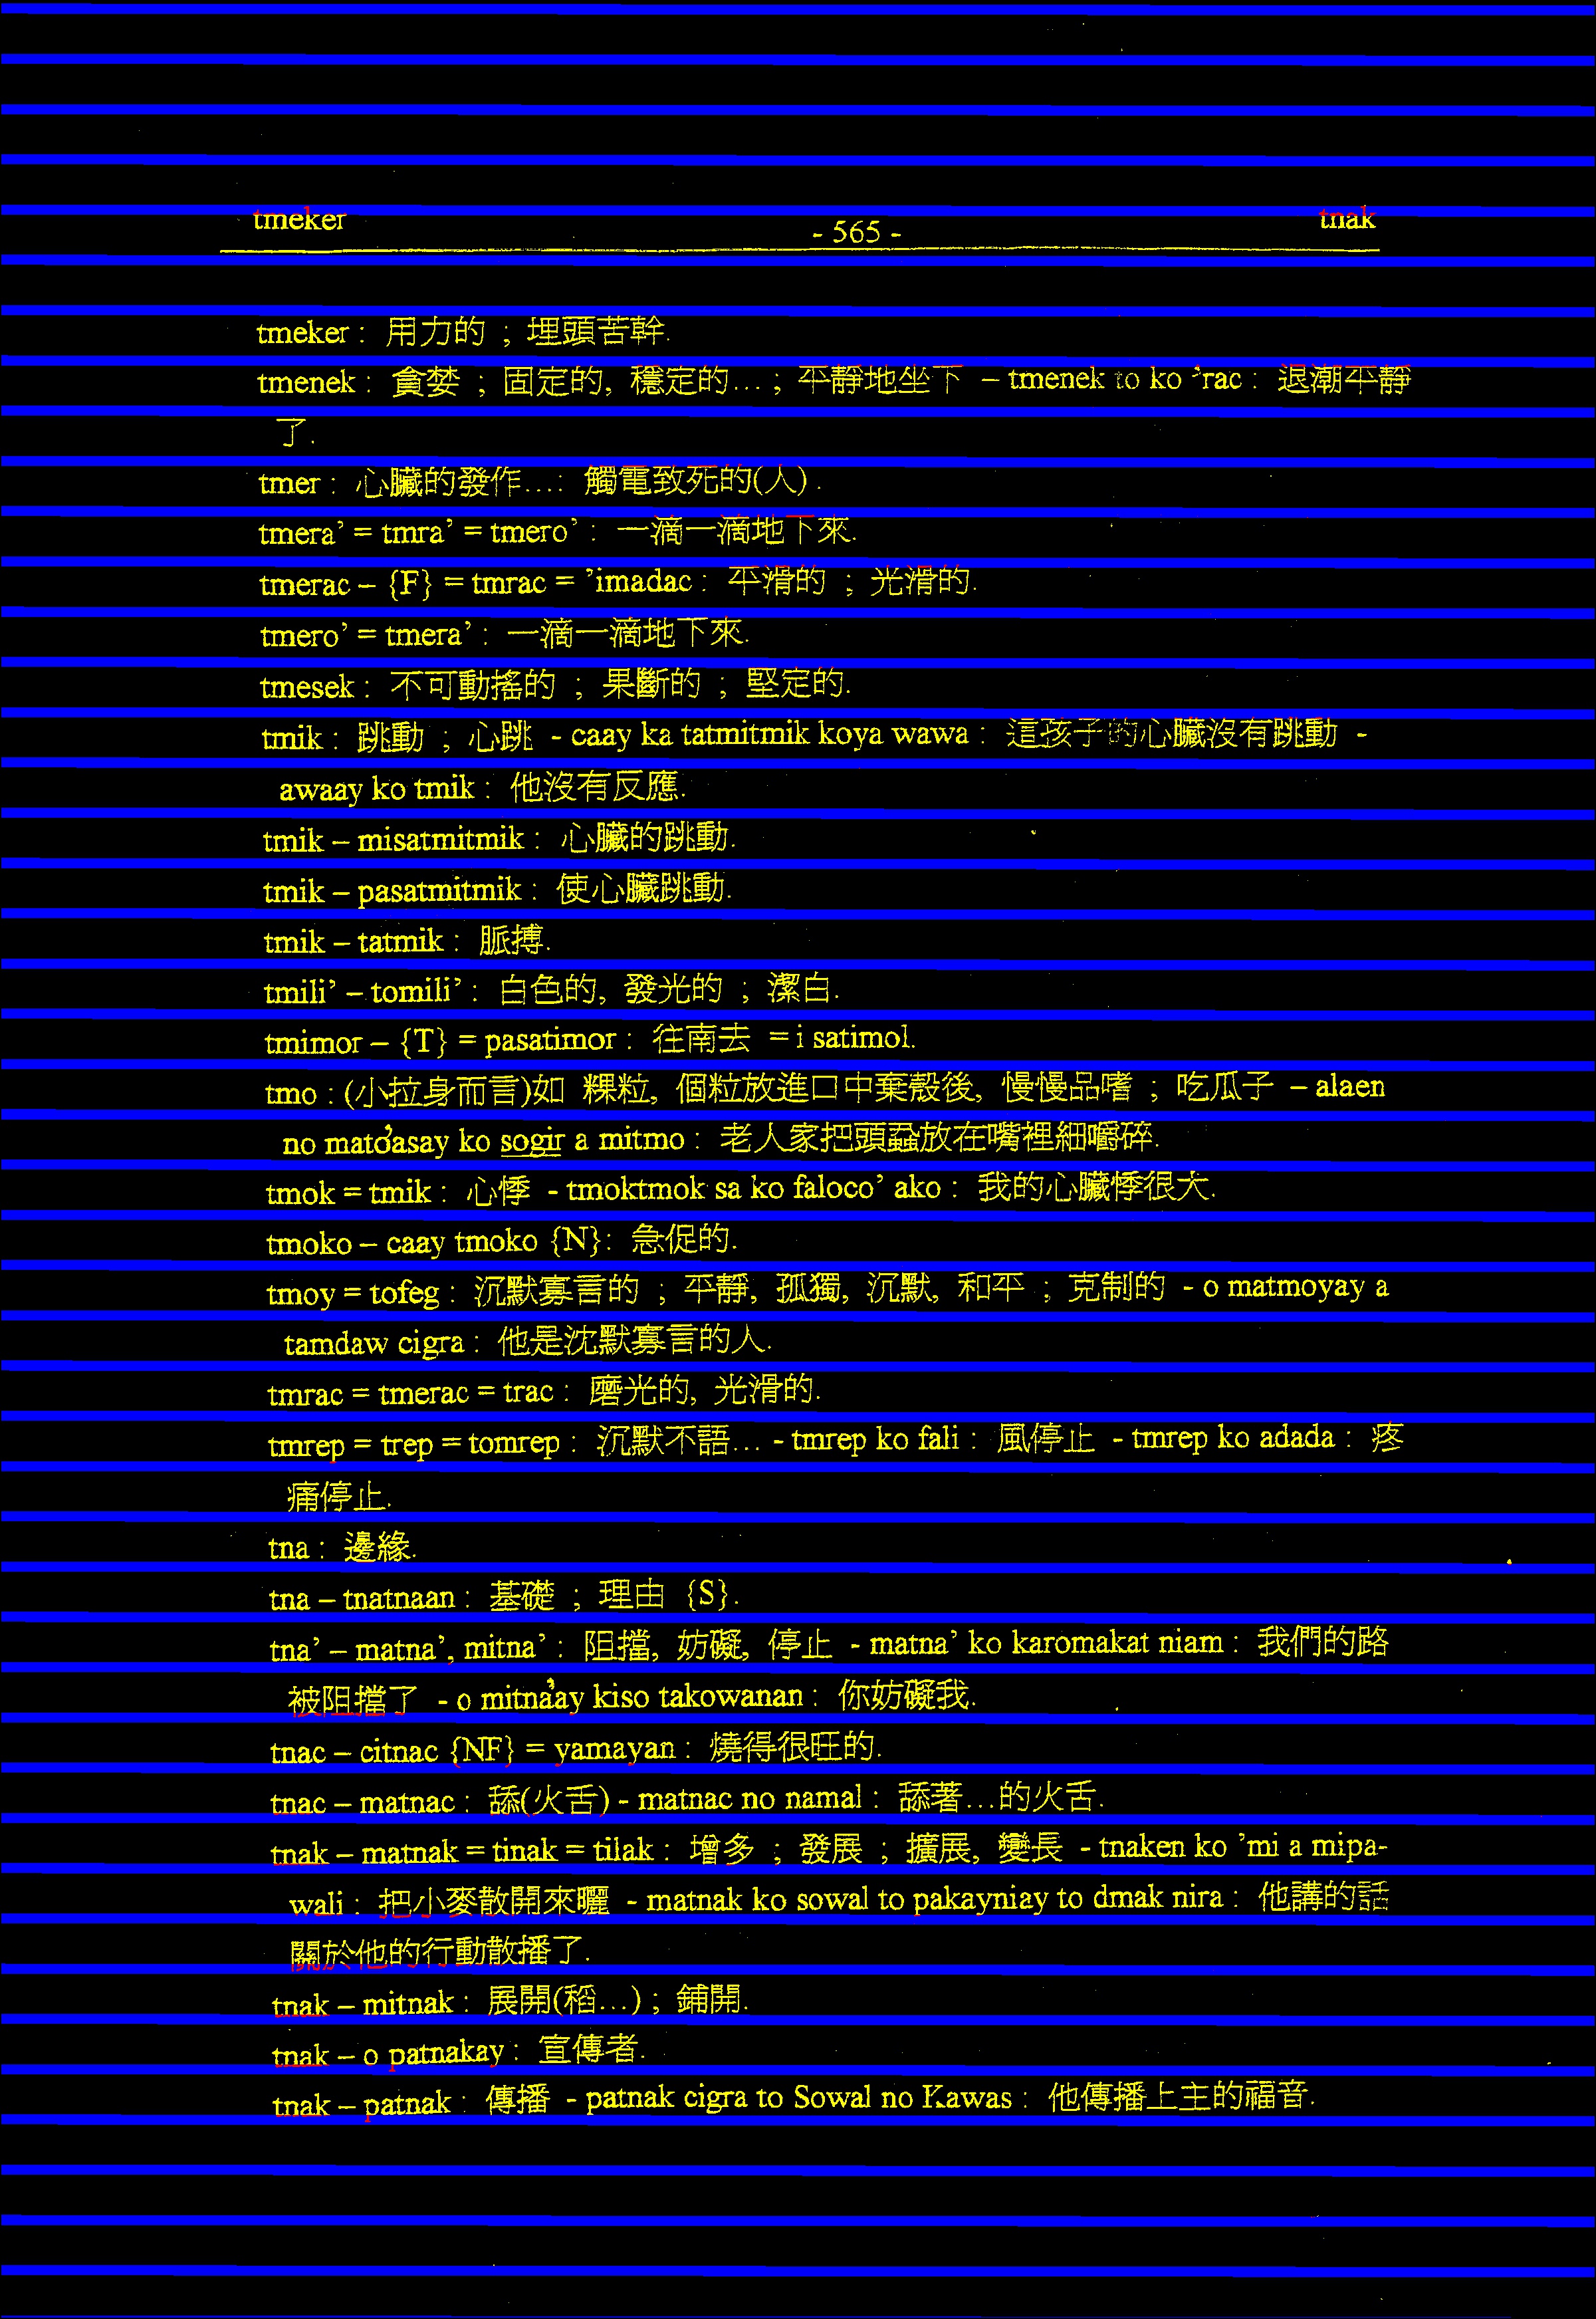 tmeker - 565 - tnak
tmeker : 用力的 ; 埋頭苦幹.
tmenek : 貪婪 ; 固定的, 穩定的... ; 平靜地坐下 – tmenek to ko ’rac : 退潮平靜
了.
tmer : 心臟的發作...: 觸電致死的(人) .
tmera’ = tmra’ = tmero’ : 一滴一滴地下來.
tmerac – {F} = tmrac = ’imadac : 平滑的 ; 光滑的.
tmero’ = tmera’ : 一滴一滴地下來.
tmesek : 不可動搖的 ; 果斷的 ; 堅定的.
tmik : 跳動 ; 心跳 - caay ka tatmitmik koya wawa : 這孩子的心臟沒有跳動 -
awaay ko tmik : 他沒有反應.
tmik – misatmitmik : 心臟的跳動.
tmik – pasatmitmik : 使心臟跳動.
tmik – tatmik : 脈搏.
tmili’ – tomili’ : 白色的, 發光的 ; 潔白.
tmimor – {T} = pasatimor : 往南去 = i satimol.
tmo : (小拉身而言)如 粿粒, 個粒放進口中棄殼後, 慢慢品嗜 ; 吃瓜子 – alaen
no mato’asay ko sogir a mitmo : 老人家把頭蝨放在嘴裡細嚼碎.
tmok = tmik : 心悸 - tmoktmok sa ko faloco’ ako : 我的心臟悸很大.
tmoko – caay tmoko {N}: 急促的.
tmoy = tofeg : 沉默寡言的 ; 平靜, 孤獨, 沉默, 和平 ; 克制的 - o matmoyay a
tamdaw cigra : 他是沈默寡言的人.
tmrac = tmerac = trac : 磨光的, 光滑的.
tmrep = trep = tomrep : 沉默不語... - tmrep ko fali : 風停止 - tmrep ko adada : 疼
痛停止.
tna : 邊緣.
tna – tnatnaan : 基礎 ; 理由 {S}.
tna’ – matna’, mitna’ : 阻擋, 妨礙, 停止 - matna’ ko karomakat niam : 我們的路
被阻擋了 - o mitna’ay kiso takowanan : 你妨礙我.
tnac – citnac {NF} = yamayan : 燒得很旺的.
tnac – matnac : 舔(火舌) - matnac no namal : 舔著...的火舌.
tnak – matnak = tinak = tilak : 增多 ; 發展 ; 擴展, 變長 - tnaken ko ’mi a mipa-
wali : 把小麥散開來曬 - matnak ko sowal to pakayniay to dmak nira : 他講的話
關於他的行動散播了.
tnak – mitnak : 展開(稻...) ; 鋪開.
tnak – o patnakay : 宣傳者.
tnak – patnak : 傳播 - patnak cigra to Sowal no Kawas : 他傳播上主的福音.